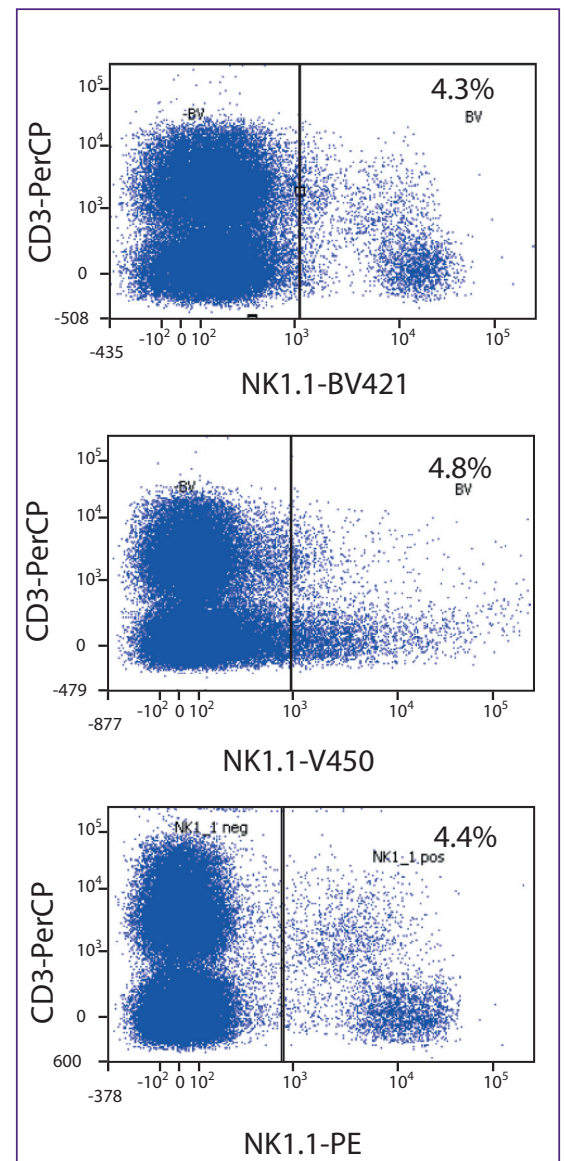 4.3%
-BV
BV
10⁵
10⁴
10³
0
-508
CD3-PerCP
-435
-10² 0 10² 10³ 10⁴ 10⁵
NK1.1-BV421
4.8%
-BV
BV
10⁵
10⁴
10³
0
-479
CD3-PerCP
-877
-10² 0 10² 10³ 10⁴ 10⁵
NK1.1-V450
4.4%
NK1_1 neg
NK1_1 pos
10⁵
10⁴
10³
0
600
CD3-PerCP
-378
-10² 0 10² 10³ 10⁴ 10⁵
NK1.1-PE